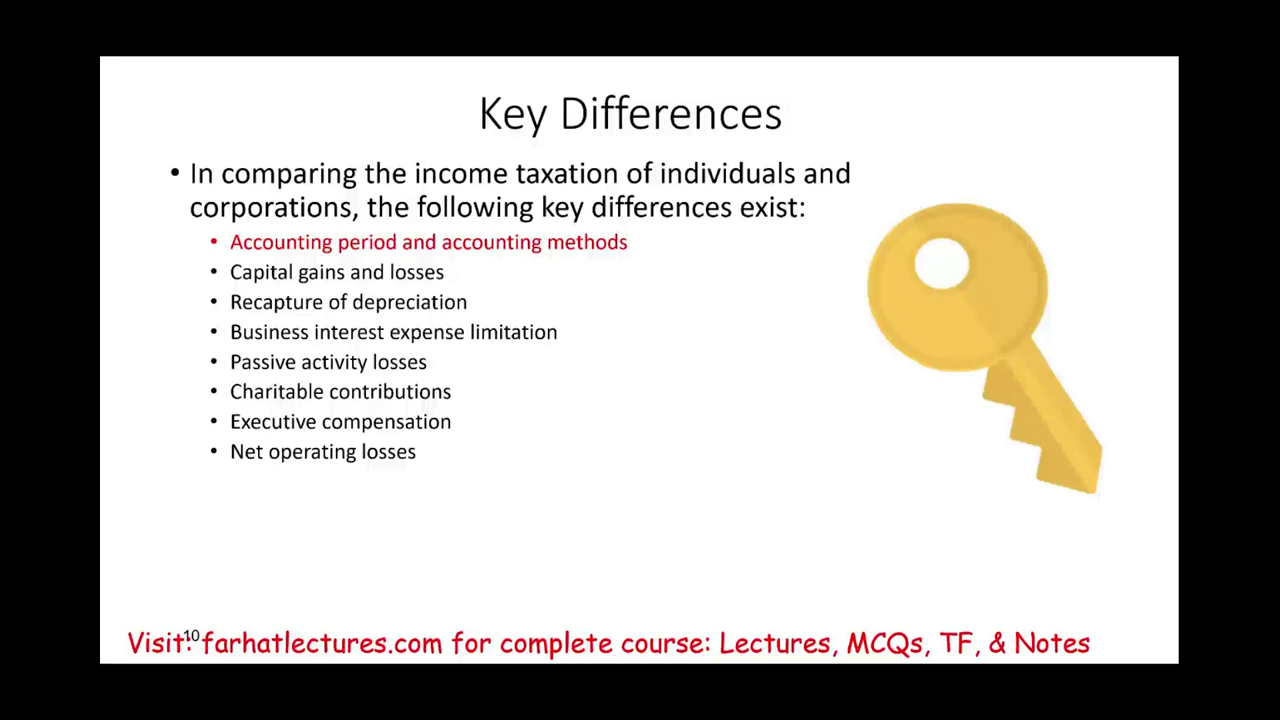 Key Differences
• In comparing the income taxation of individuals and
corporations, the following key differences exist:
• Accounting period and accounting methods
• Capital gains and losses
• Recapture of depreciation
• Business interest expense limitation
• Passive activity losses
• Charitable contributions
• Executive compensation
• Net operating losses
10
Visit: farhatlectures.com for complete course: Lectures, MCQs, TF, & Notes